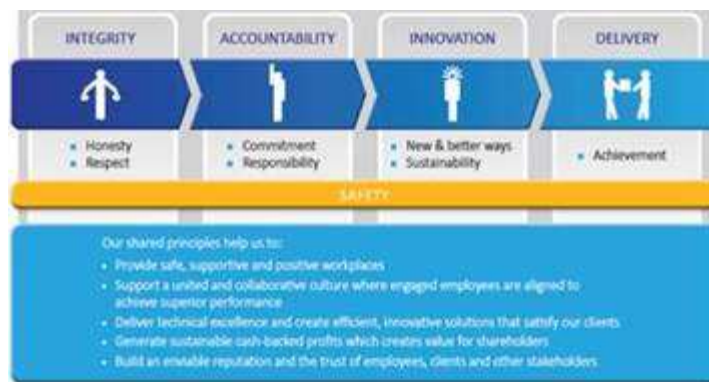 INTEGRITY
ACCOUNTABILITY
INNOVATION
DELIVERY
Honesty
Respect
Commitment
Responsibility
New & better ways
Sustainability
Achievement
SAFETY
Our shared principles help us to:
• Provide safe, supportive and positive workplaces
• Support a united and collaborative culture where engaged employees are aligned to
achieve superior performance
• Deliver technical excellence and create efficient, innovative solutions that satisfy our clients
• Generate sustainable cash-backed profits which creates value for shareholders
• Build an enviable reputation and the trust of employees, clients and other stakeholders